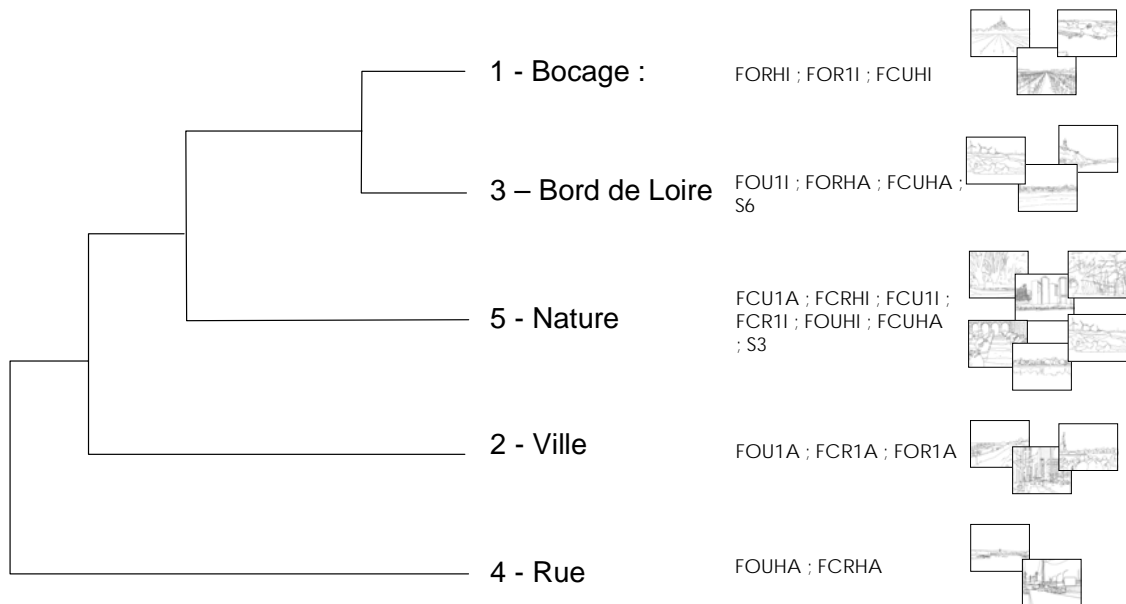 1 - Bocage :
FORHI ; FOR1I ; FCUHI
3 – Bord de Loire
FOU1I ; FORHA ; FCUHA ;
S6
5 - Nature
FCU1A ; FCRHI ; FCU1I ;
FCR1I ; FOUHI ; FCUHA
; S3
2 - Ville
FOU1A ; FCR1A ; FOR1A
4 - Rue
FOUHA ; FCRHA